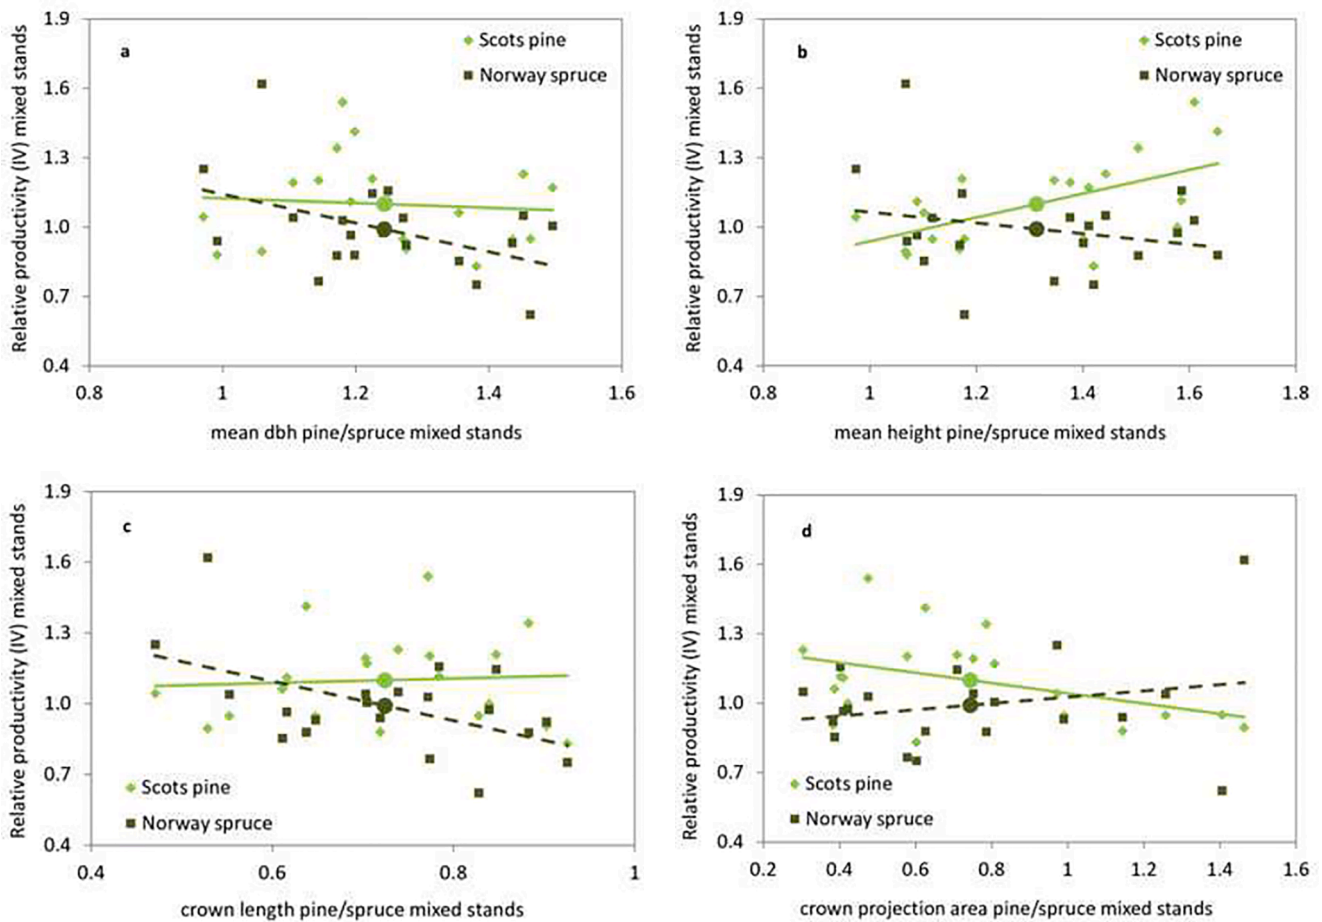 a
Scots pine
Norway spruce
Relative productivity (IV) mixed stands
1.9
1.6
1.3
1.0
0.7
0.4
0.8
1
1.2
1.4
1.6
mean dbh pine/spruce mixed stands
b
Scots pine
Norway spruce
Relative productivity (IV) mixed stands
1.9
1.6
1.3
1.0
0.7
0.4
0.8
1
1.2
1.4
1.6
1.8
mean height pine/spruce mixed stands
c
Scots pine
Norway spruce
Relative productivity (IV) mixed stands
1.9
1.6
1.3
1.0
0.7
0.4
0.4
0.6
0.8
1
crown length pine/spruce mixed stands
d
Scots pine
Norway spruce
Relative productivity (IV) mixed stands
1.9
1.6
1.3
1.0
0.7
0.4
0.2
0.4
0.6
0.8
1
1.2
1.4
1.6
crown projection area pine/spruce mixed stands